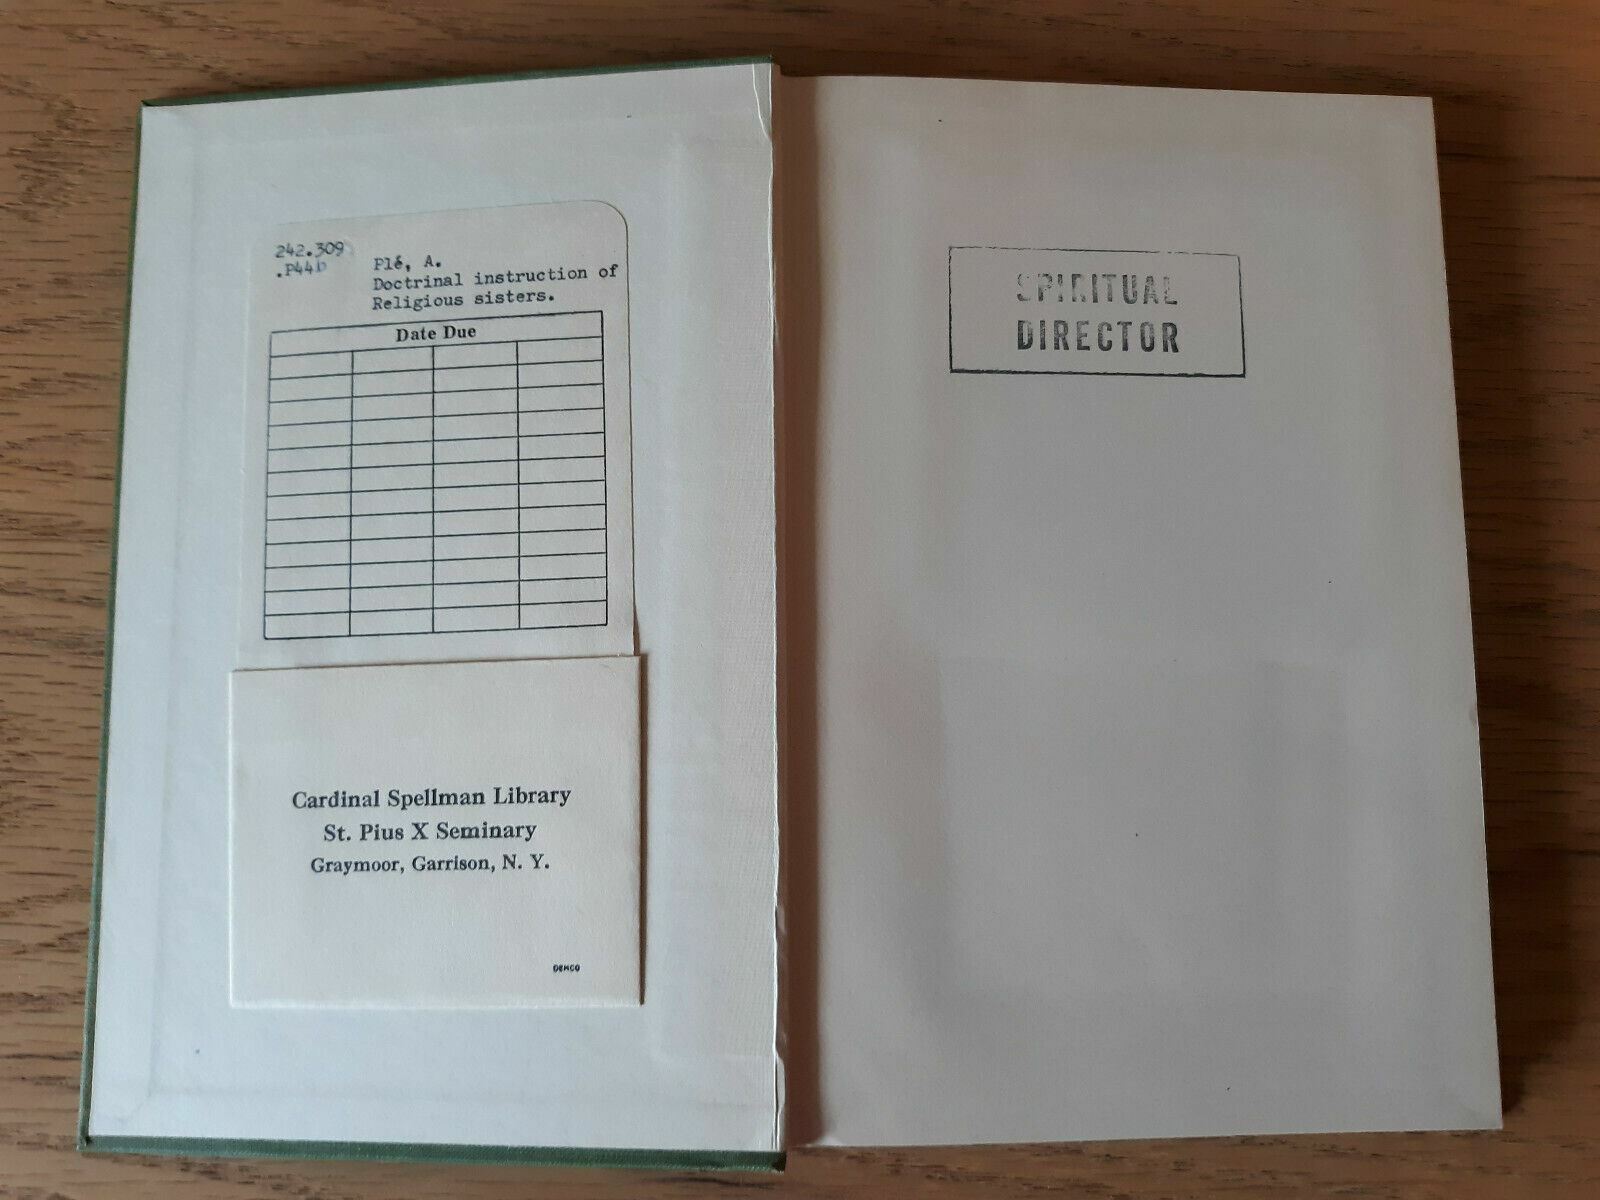 242.309
.P44b
Plé, A.
Doctrinal instruction of
Religious sisters.
Date Due
Cardinal Spellman Library
St. Pius X Seminary
Graymoor, Garrison, N. Y.
DEMCO
SPIRITUAL
DIRECTOR